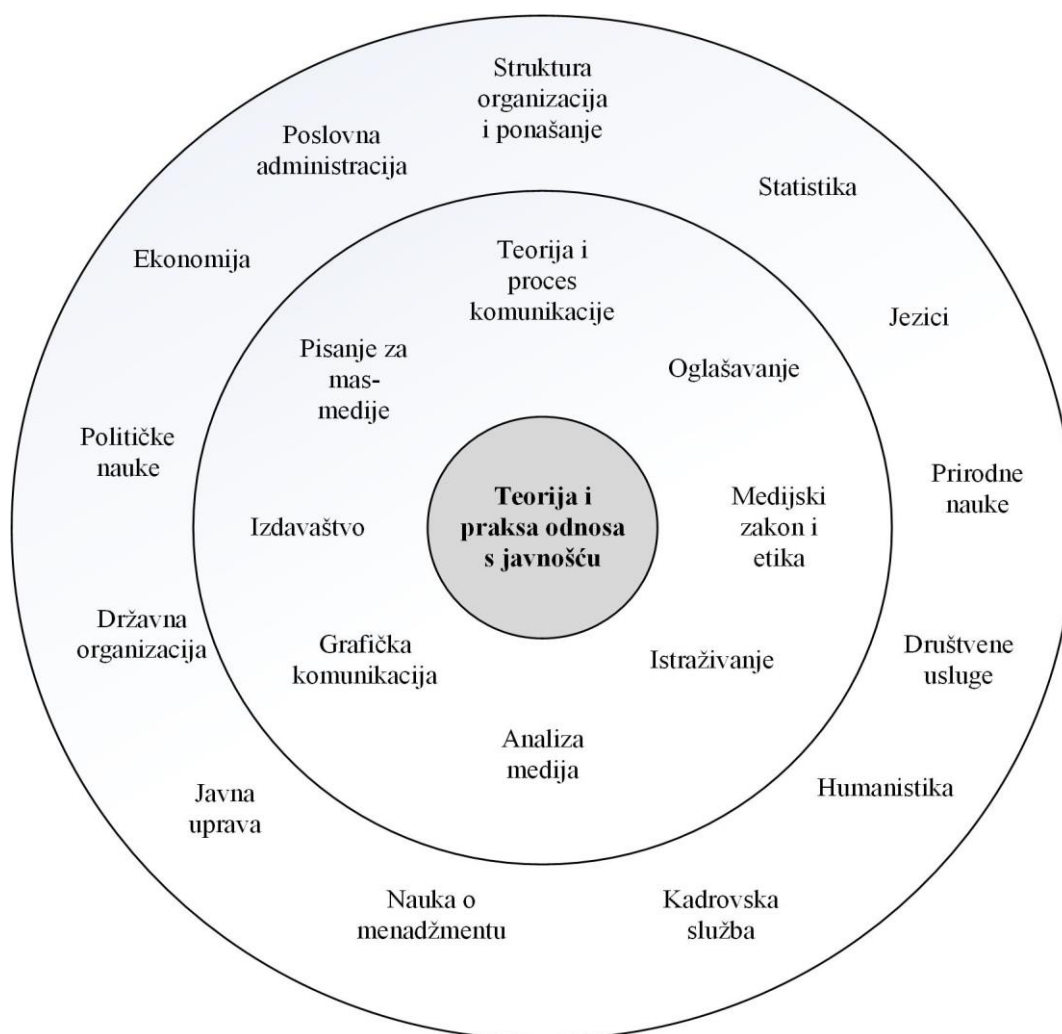 Struktura
organizacija
i ponašanje
Poslovna
administracija
Statistika
Ekonomija
Teorija i
proces
komunikacije
Jezici
Pisanje za
mas-
medije
Oglašavanje
Političke
nauke
Prirodne
nauke
Izdavaštvo
Teorija i
praksa odnosa
s javnošću
Medijski
zakon i
etika
Državna
organizacija
Grafička
komunikacija
Istraživanje
Društvene
usluge
Analiza
medija
Javna
uprava
Humanistika
Nauka o
menadžmentu
Kadrovska
služba